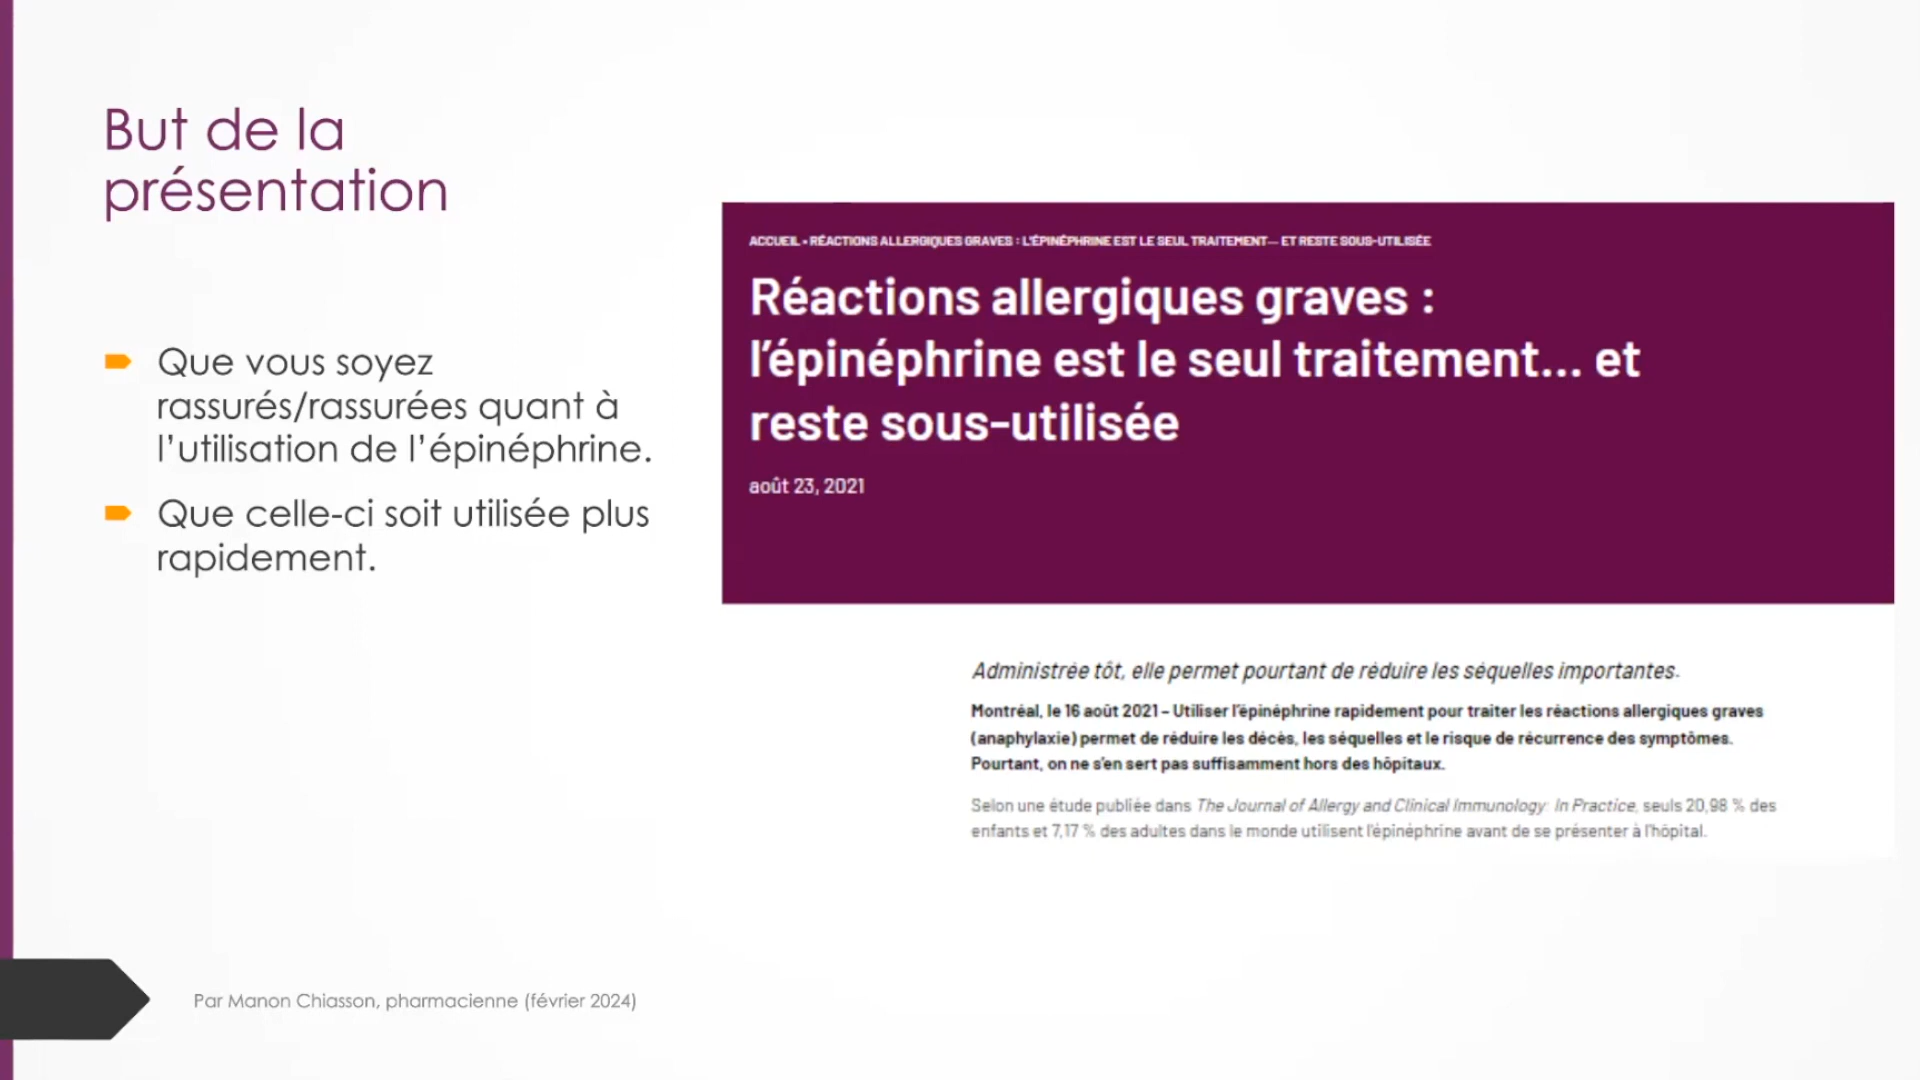 But de la
présentation
Que vous soyez
rassurés/rassurées quant à
l'utilisation de l'épinéphrine.
Que celle-ci soit utilisée plus
rapidement.
ACCUEIL • RÉACTIONS ALLERGIQUES GRAVES : L'ÉPINÉPHRINE EST LE SEUL TRAITEMENT... ET RESTE SOUS-UTILISÉE
Réactions allergiques graves :
l'épinéphrine est le seul traitement... et
reste sous-utilisée
août 23, 2021
Administrée tôt, elle permet pourtant de réduire les séquelles importantes.
Montréal, le 16 août 2021 – Utiliser l'épinéphrine rapidement pour traiter les réactions allergiques graves
(anaphylaxie) permet de réduire les décès, les séquelles et le risque de récurrence des symptômes.
Pourtant, on ne s'en sert pas suffisamment hors des hôpitaux.
Selon une étude publiée dans The Journal of Allergy and Clinical Immunology: In Practice, seuls 20,98 % des
enfants et 7,17 % des adultes dans le monde utilisent l'épinéphrine avant de se présenter à l'hôpital.
Par Manon Chiasson, pharmacienne (février 2024)